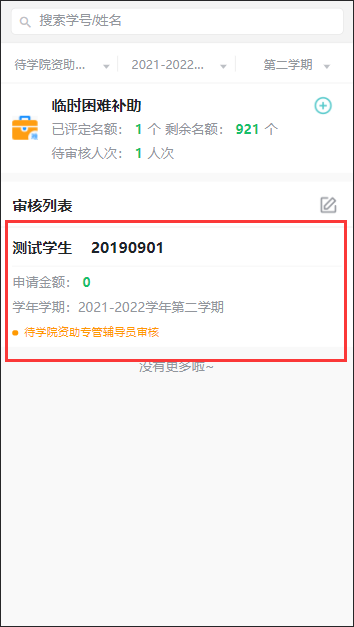 搜索学号/姓名
待学院资助... 2021-2022... 第二学期
临时困难补助
已评定名额： 1 个 剩余名额： 921 个
待审核人次： 1 人次
审核列表
测试学生 20190901
申请金额： 0
学年学期：2021-2022学年第二学期
待学院资助专管辅导员审核
没有更多啦~